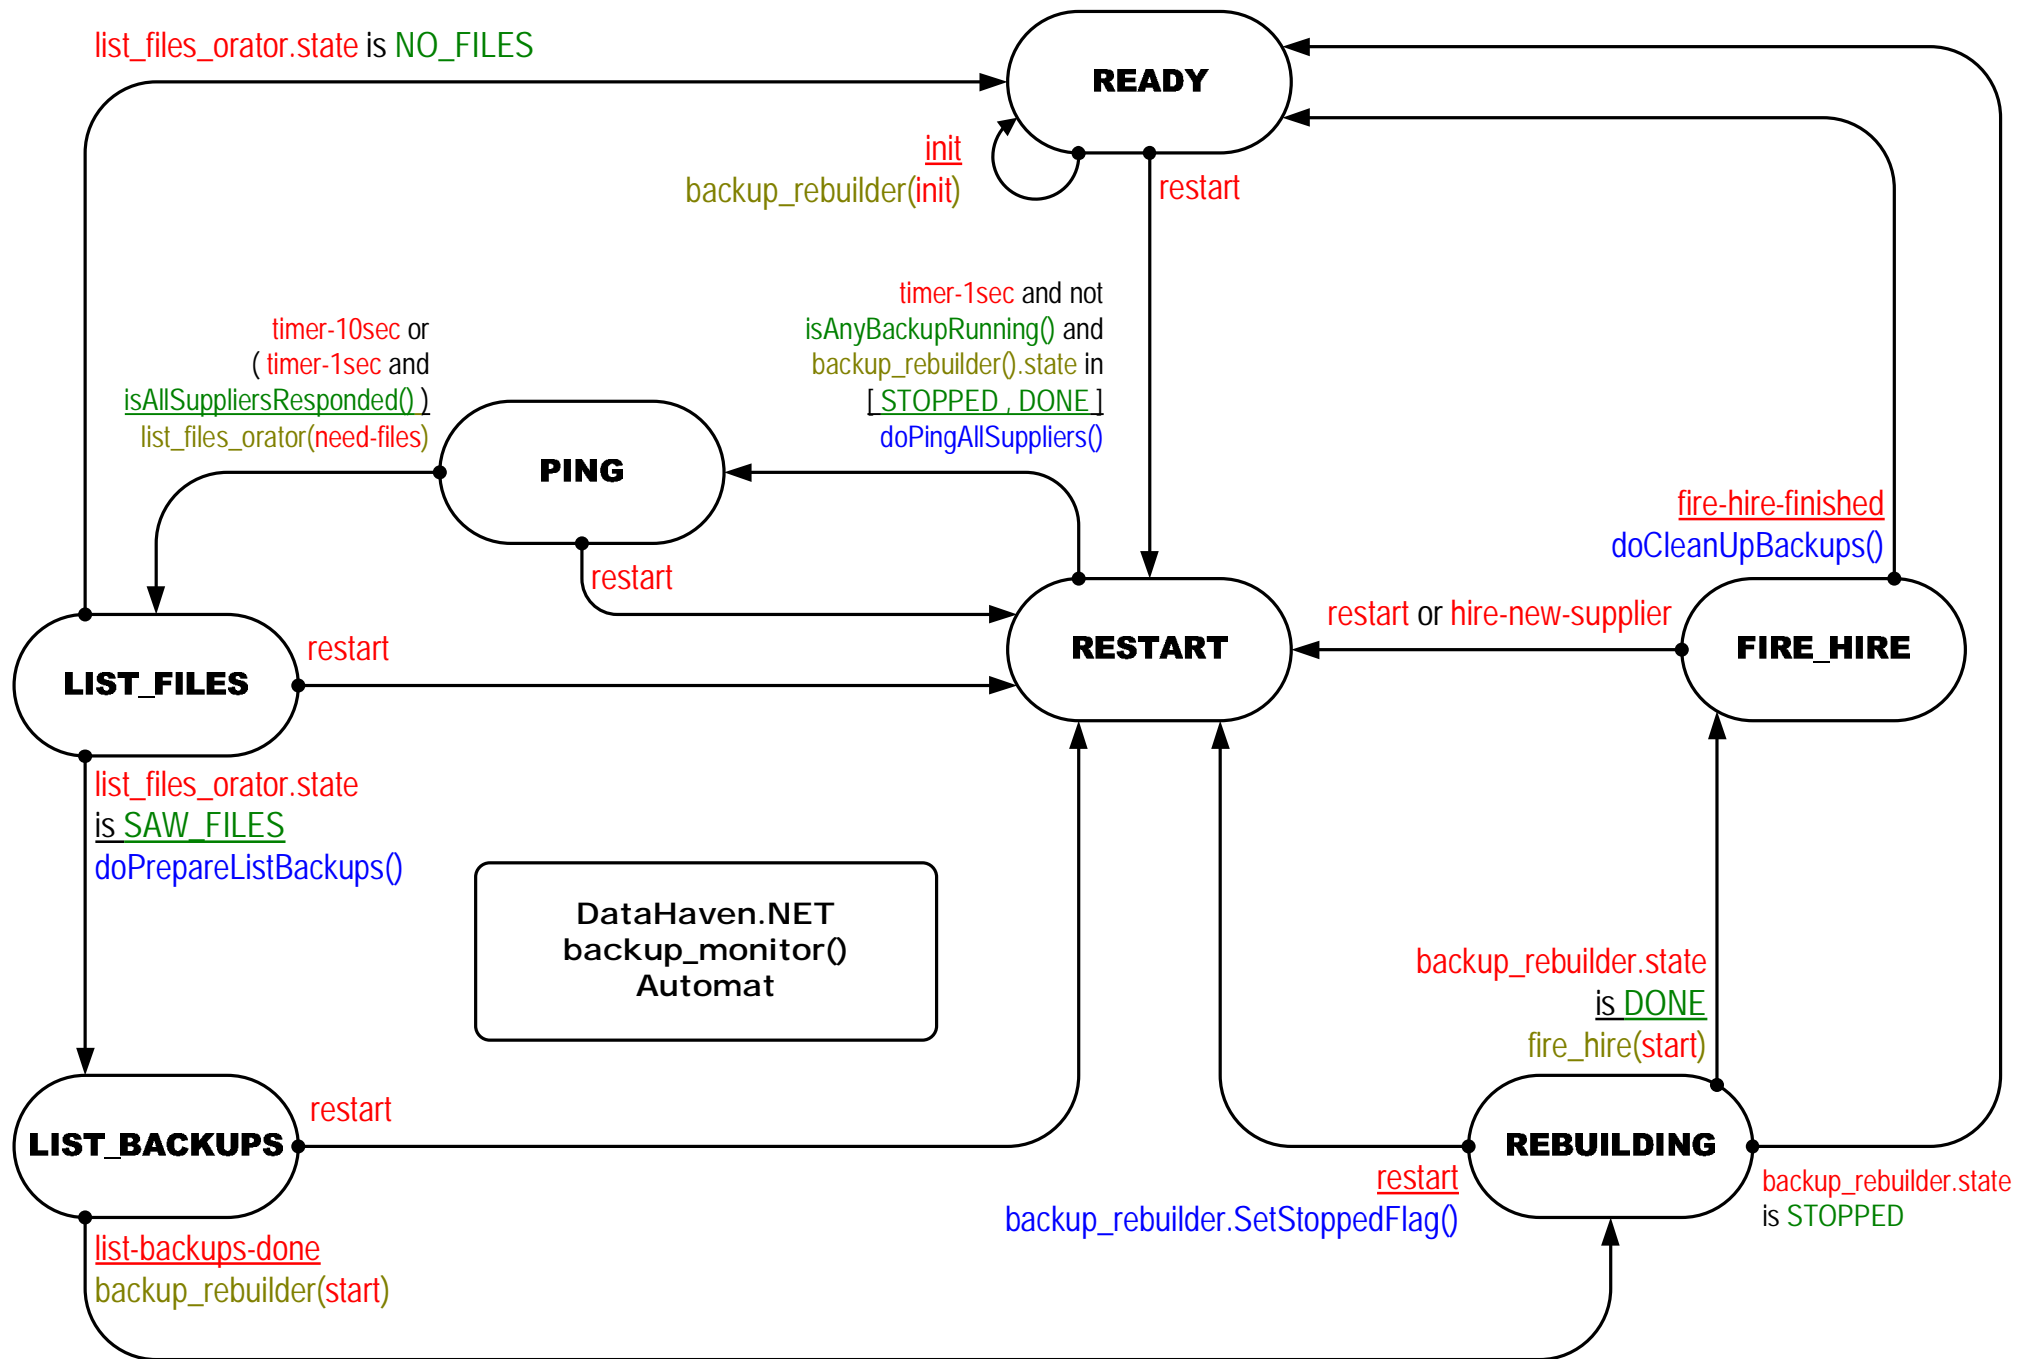 list_files_orator.state is NO_FILES
READY
init
backup_rebuilder(init)
restart
timer-1sec and not
isAnyBackupRunning() and
backup_rebuilder().state in
[ STOPPED , DONE ]
doPingAllSuppliers()
timer-10sec or
( timer-1sec and
isAllSuppliersResponded() )
list_files_orator(need-files)
PING
restart
fire-hire-finished
doCleanUpBackups()
restart or hire-new-supplier
RESTART
FIRE_HIRE
restart
LIST_FILES
list_files_orator.state
is SAW_FILES
doPrepareListBackups()
DataHaven.NET
backup_monitor()
Automat
backup_rebuilder.state
is DONE
fire_hire(start)
restart
LIST_BACKUPS
REBUILDING
restart
backup_rebuilder.SetStoppedFlag()
backup_rebuilder.state
is STOPPED
list-backups-done
backup_rebuilder(start)